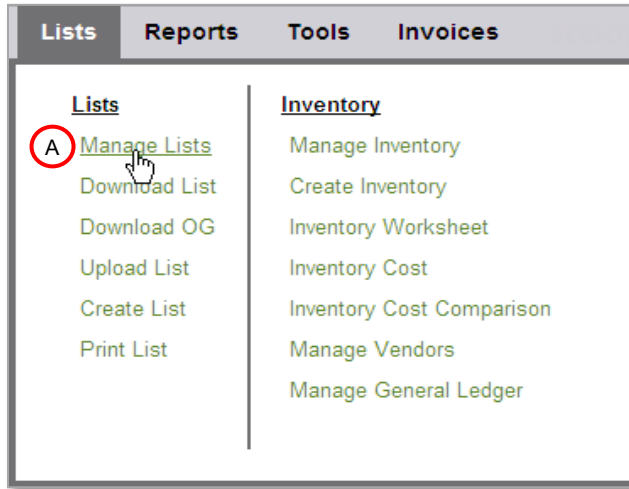 Lists Reports Tools Invoices
Lists
A Manage Lists
Download List
Download OG
Upload List
Create List
Print List
Inventory
Manage Inventory
Create Inventory
Inventory Worksheet
Inventory Cost
Inventory Cost Comparison
Manage Vendors
Manage General Ledger